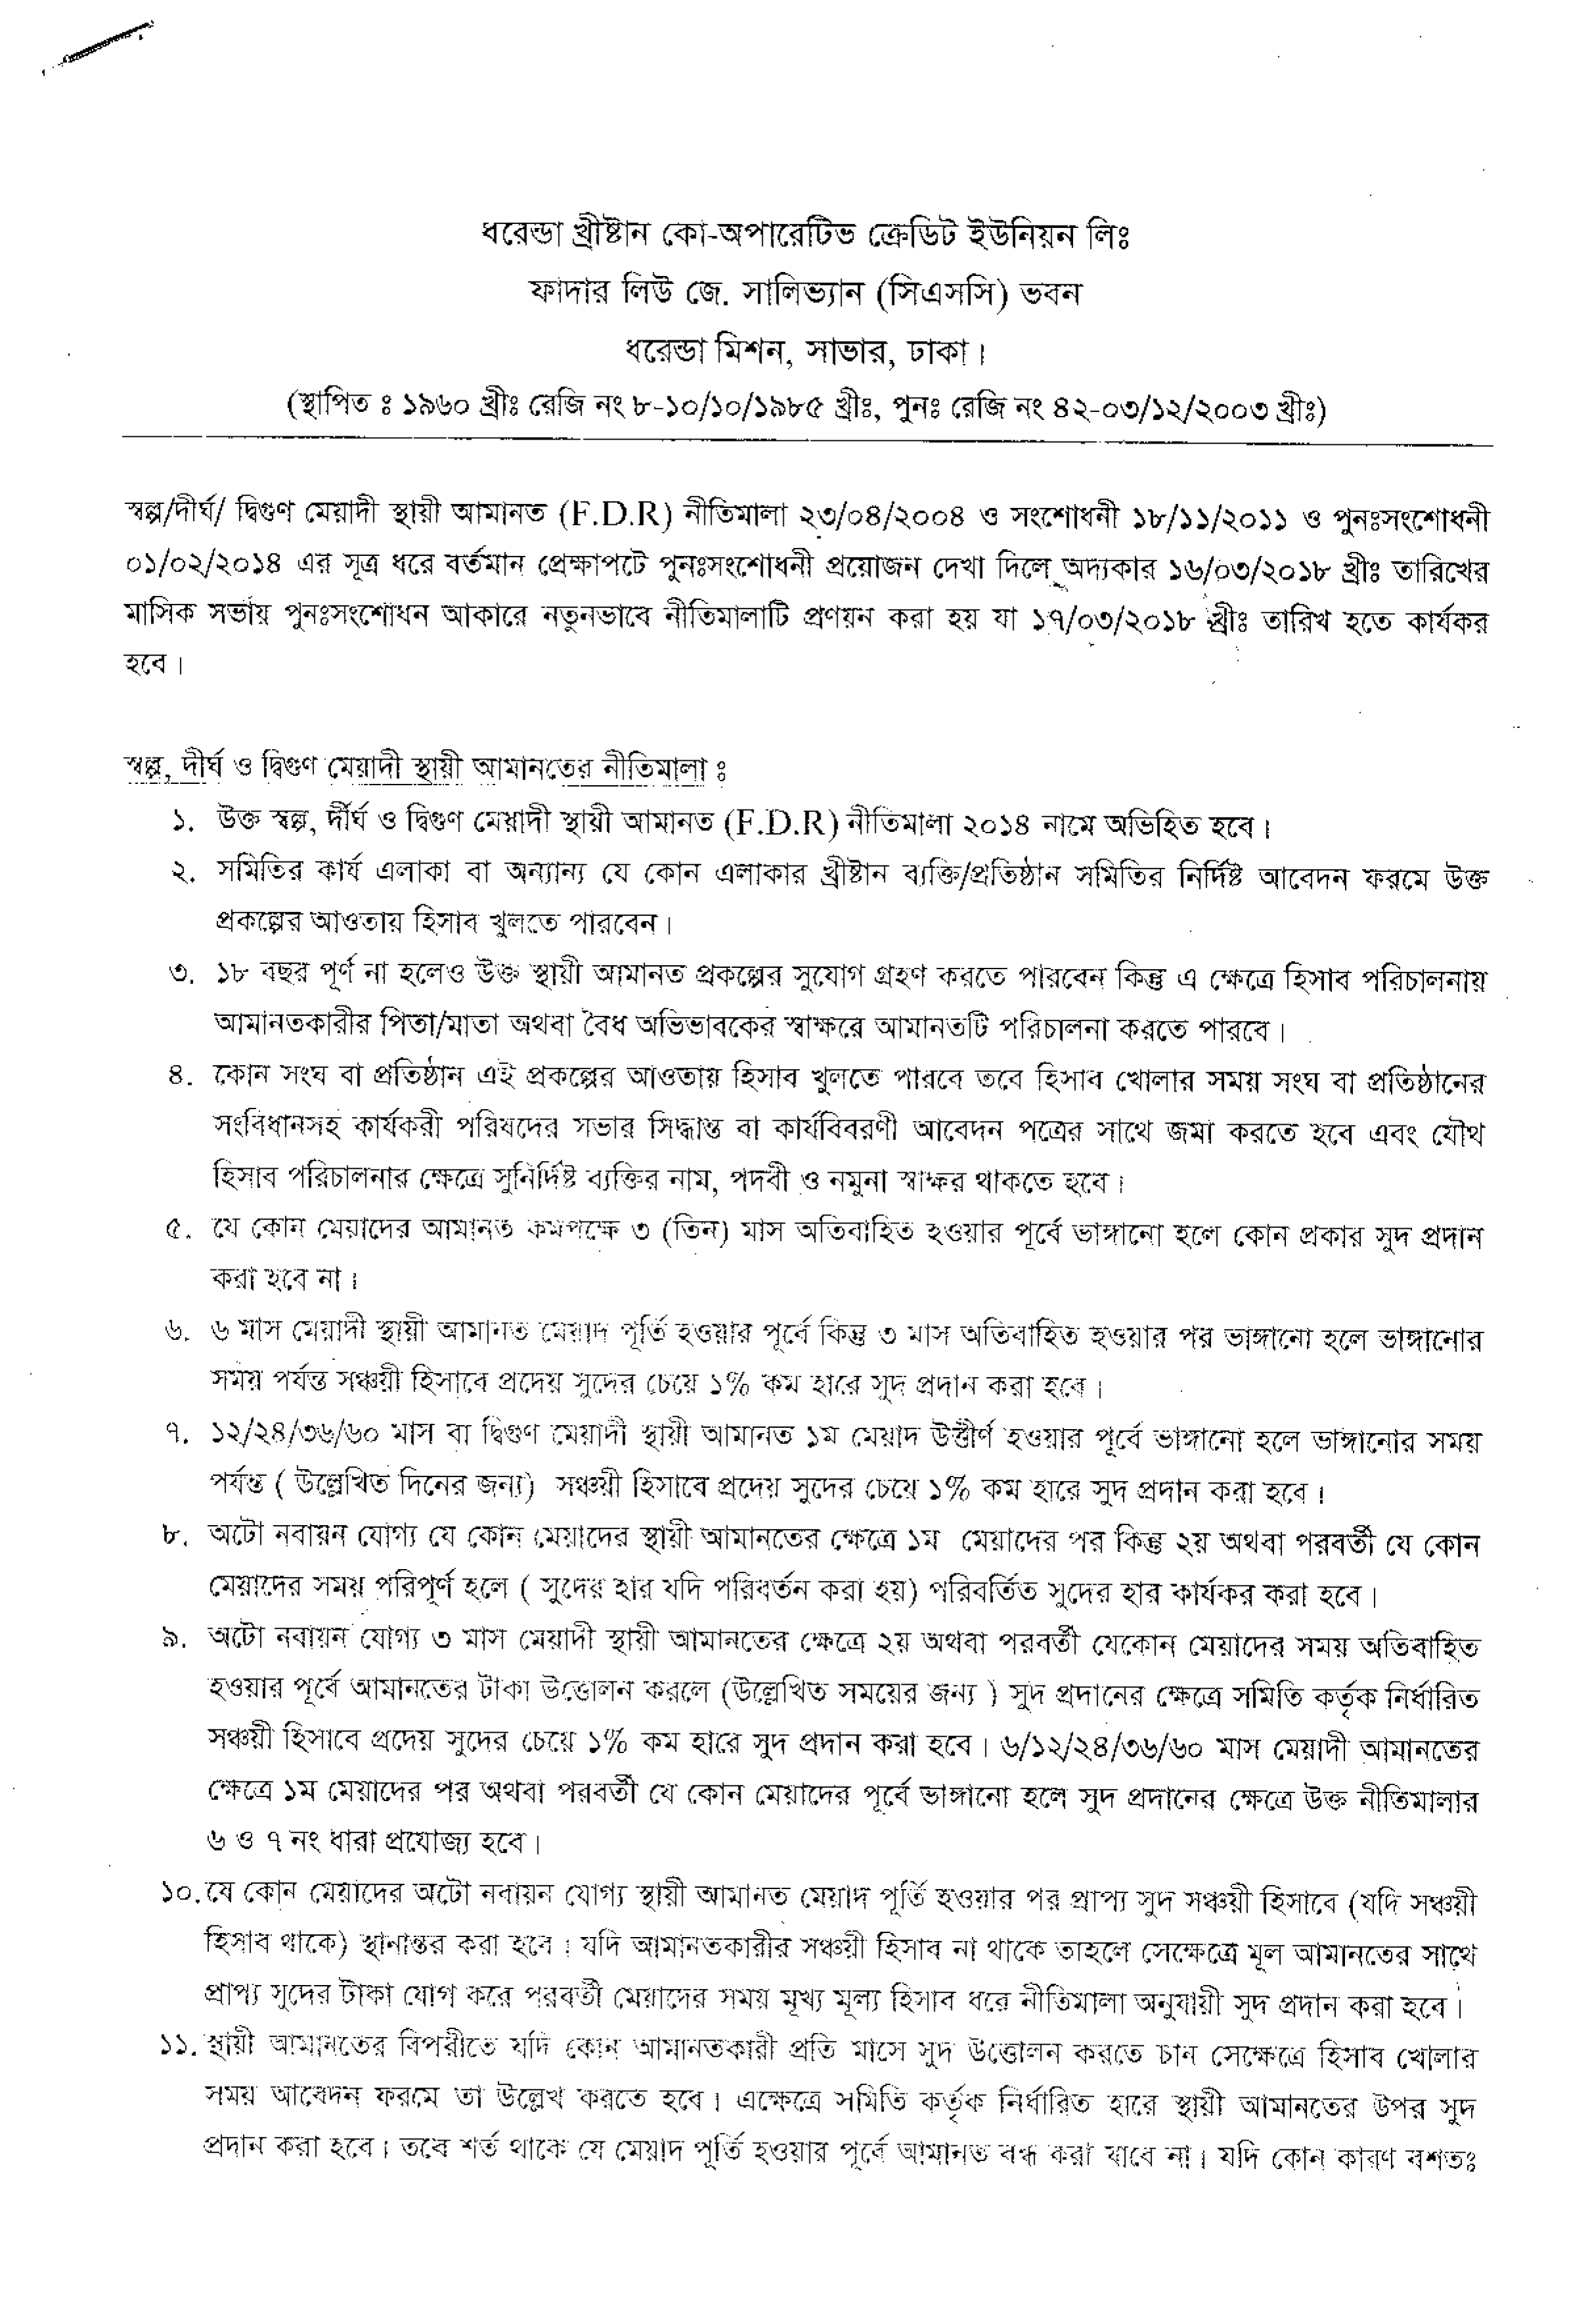 ধরেন্ডা খ্রীষ্টান কো-অপারেটিভ ক্রেডিট ইউনিয়ন লিঃ
ফাদার লিউ জে. সালিভ্যান (সিএসসি) ভবন
ধরেন্ডা মিশন, সাভার, ঢাকা।
(স্থাপিত ঃ ১৯৬০ খ্রীঃ রেজি নং ৮-১০/১০/১৯৮৫ খ্রীঃ, পুনঃ রেজি নং ৪২-০৩/১২/২০০৩ খ্রীঃ)
স্বল্প/দীর্ঘ/ দ্বিগুণ মেয়াদী স্থায়ী আমানত (F.D.R) নীতিমালা ২৩/০৪/২০০৪ ও সংশোধনী ১৮/১১/২০১১ ও পুনঃসংশোধনী
০১/০২/২০১৪ এর সূত্র ধরে বর্তমান প্রেক্ষাপটে পুনঃসংশোধনী প্রয়োজন দেখা দিলে অদ্যকার ১৬/০৩/২০১৮ খ্রীঃ তারিখের
মাসিক সভায় পুনঃসংশোধন আকারে নতুনভাবে নীতিমালাটি প্রণয়ন করা হয় যা ১৭/০৩/২০১৮ খ্রীঃ তারিখ হতে কার্যকর
হবে।
স্বল্প, দীর্ঘ ও দ্বিগুণ মেয়াদী স্থায়ী আমানতের নীতিমালা ঃ
১. উক্ত স্বল্প, দীর্ঘ ও দ্বিগুণ মেয়াদী স্থায়ী আমানত (F.D.R) নীতিমালা ২০১৪ নামে অভিহিত হবে।
২. সমিতির কার্য এলাকা বা অন্যান্য যে কোন এলাকার খ্রীষ্টান ব্যক্তি/প্রতিষ্ঠান সমিতির নির্দিষ্ট আবেদন ফরমে উক্ত
প্রকল্পের আওতায় হিসাব খুলতে পারবেন।
৩. ১৮ বছর পূর্ণ না হলেও উক্ত স্থায়ী আমানত প্রকল্পের সুযোগ গ্রহণ করতে পারবেন কিন্তু এ ক্ষেত্রে হিসাব পরিচালনায়
আমানতকারীর পিতা/মাতা অথবা বৈধ অভিভাবকের স্বাক্ষরে আমানতটি পরিচালনা করতে পারবে।
৪. কোন সংঘ বা প্রতিষ্ঠান এই প্রকল্পের আওতায় হিসাব খুলতে পারবে তবে হিসাব খোলার সময় সংঘ বা প্রতিষ্ঠানের
সংবিধানসহ কার্যকরী পরিষদের সভার সিদ্ধান্ত বা কার্যবিবরণী আবেদন পত্রের সাথে জমা করতে হবে এবং যৌথ
হিসাব পরিচালনার ক্ষেত্রে সুনির্দিষ্ট ব্যক্তির নাম, পদবী ও নমুনা স্বাক্ষর থাকতে হবে।
৫. যে কোন মেয়াদের আমানত কমপক্ষে ৩ (তিন) মাস অতিবাহিত হওয়ার পূর্বে ভাঙ্গানো হলে কোন প্রকার সুদ প্রদান
করা হবে না।
৬. ৬ মাস মেয়াদী স্থায়ী আমানত মেয়াদ পূর্তি হওয়ার পূর্বে কিন্তু ৩ মাস অতিবাহিত হওয়ার পর ভাঙ্গানো হলে ভাঙ্গানোর
সময় পর্যন্ত সঞ্চয়ী হিসাবে প্রদেয় সুদের চেয়ে ১% কম হারে সুদ প্রদান করা হবে।
৭. ১২/২৪/৩৬/৬০ মাস বা দ্বিগুণ মেয়াদী স্থায়ী আমানত ১ম মেয়াদ উত্তীর্ণ হওয়ার পূর্বে ভাঙ্গানো হলে ভাঙ্গানোর সময়
পর্যন্ত ( উল্লেখিত দিনের জন্য) সঞ্চয়ী হিসাবে প্রদেয় সুদের চেয়ে ১% কম হারে সুদ প্রদান করা হবে।
৮. অটো নবায়ন যোগ্য যে কোন মেয়াদের স্থায়ী আমানতের ক্ষেত্রে ১ম মেয়াদের পর কিন্তু ২য় অথবা পরবর্তী যে কোন
মেয়াদের সময় পরিপূর্ণ হলে ( সুদের হার যদি পরিবর্তন করা হয়) পরিবর্তিত সুদের হার কার্যকর করা হবে।
৯. অটো নবায়ন যোগ্য ৩ মাস মেয়াদী স্থায়ী আমানতের ক্ষেত্রে ২য় অথবা পরবর্তী যেকোন মেয়াদের সময় অতিবাহিত
হওয়ার পূর্বে আমানতের টাকা উত্তোলন করলে (উল্লেখিত সময়ের জন্য ) সুদ প্রদানের ক্ষেত্রে সমিতি কর্তৃক নির্ধারিত
সঞ্চয়ী হিসাবে প্রদেয় সুদের চেয়ে ১% কম হারে সুদ প্রদান করা হবে। ৬/১২/২৪/৩৬/৬০ মাস মেয়াদী আমানতের
ক্ষেত্রে ১ম মেয়াদের পর অথবা পরবর্তী যে কোন মেয়াদের পূর্বে ভাঙ্গানো হলে সুদ প্রদানের ক্ষেত্রে উক্ত নীতিমালার
৬ ও ৭ নং ধারা প্রযোজ্য হবে।
১০. যে কোন মেয়াদের অটো নবায়ন যোগ্য স্থায়ী আমানত মেয়াদ পূর্তি হওয়ার পর প্রাপ্য সুদ সঞ্চয়ী হিসাবে (যদি সঞ্চয়ী
হিসাব থাকে) স্থানান্তর করা হবে। যদি আমানতকারীর সঞ্চয়ী হিসাব না থাকে তাহলে সেক্ষেত্রে মূল আমানতের সাথে
প্রাপ্য সুদের টাকা যোগ করে পরবর্তী মেয়াদের সময় মূখ্য মূল্য হিসাব ধরে নীতিমালা অনুযায়ী সুদ প্রদান করা হবে।
১১. স্থায়ী আমানতের বিপরীতে যদি কোন আমানতকারী প্রতি মাসে সুদ উত্তোলন করতে চান সেক্ষেত্রে হিসাব খোলার
সময় আবেদন ফরমে তা উল্লেখ করতে হবে। এক্ষেত্রে সমিতি কর্তৃক নির্ধারিত হারে স্থায়ী আমানতের উপর সুদ
প্রদান করা হবে। তবে শর্ত থাকে যে মেয়াদ পূর্তি হওয়ার পূর্বে আমানত বন্ধ করা যাবে না। যদি কোন কারণ বশতঃ